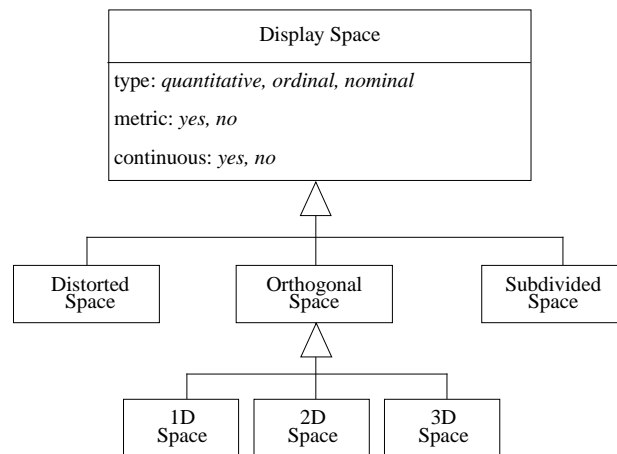 Display Space
type: quantitative, ordinal, nominal
metric: yes, no
continuous: yes, no
Distorted
Space
Orthogonal
Space
Subdivided
Space
1D
Space
2D
Space
3D
Space